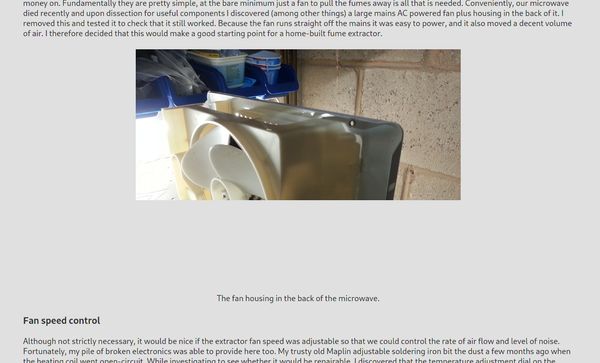 money on. Fundamentally they are pretty simple, at the bare minimum just a fan to pull the fumes away is all that is needed. Conveniently, our microwave
died recently and upon dissection for useful components I discovered (among other things) a large mains AC powered fan plus housing in the back of it. I
removed this and tested it to check that it still worked. Because the fan runs straight off the mains it was easy to power, and it also moved a decent volume
of air. I therefore decided that this would make a good starting point for a home-built fume extractor.
The fan housing in the back of the microwave.
Fan speed control
Although not strictly necessary, it would be nice if the extractor fan speed was adjustable so that we could control the rate of air flow and level of noise.
Fortunately, my pile of broken electronics was able to provide here too. My trusty old Maplin adjustable soldering iron bit the dust a few months ago when
the heating coil went open-circuit. While investigating to see whether it would be repairable, I discovered that the temperature adjustment dial on the